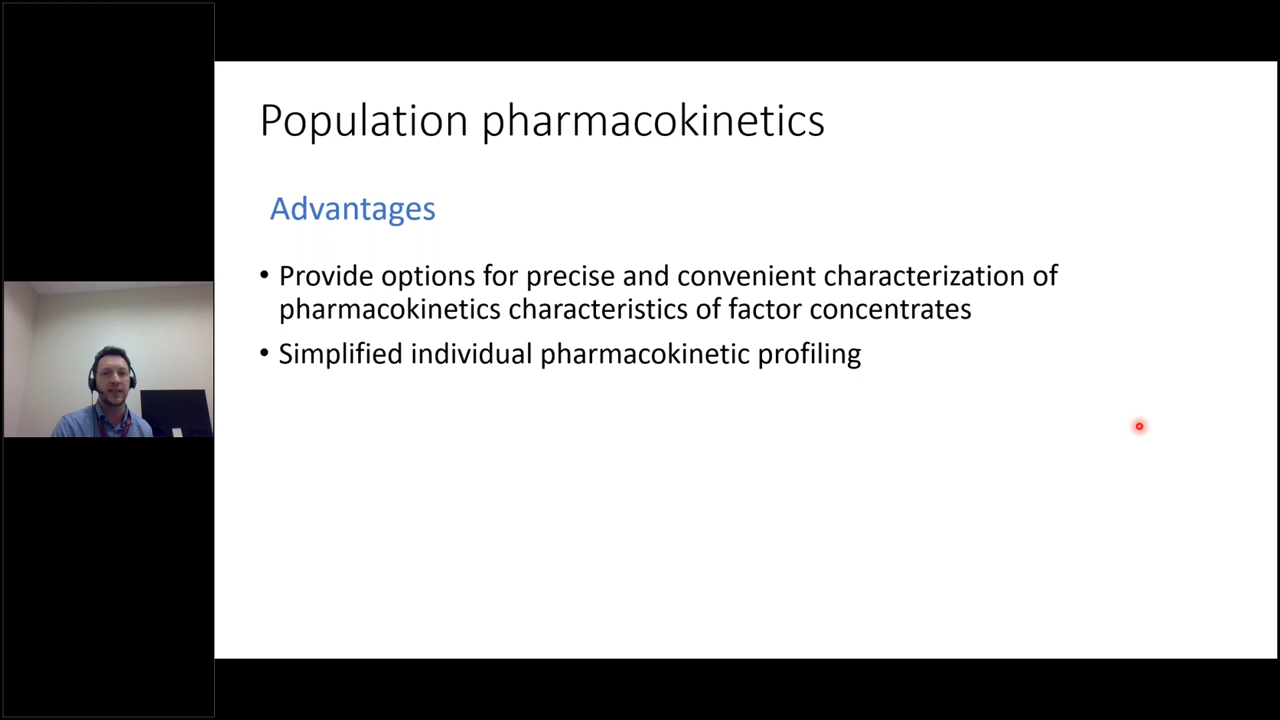 Population pharmacokinetics
Advantages
• Provide options for precise and convenient characterization of
pharmacokinetics characteristics of factor concentrates
• Simplified individual pharmacokinetic profiling